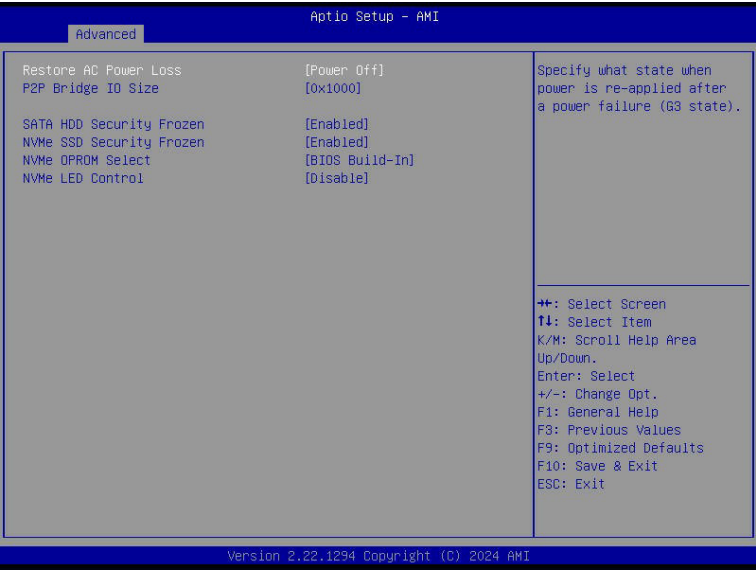 Aptio Setup – AMI
Advanced
Restore AC Power Loss [Power Off]
P2P Bridge IO Size [0x1000]
SATA HDD Security Frozen [Enabled]
NVMe SSD Security Frozen [Enabled]
NVMe OPROM Select [BIOS Build-In]
NVMe LED Control [Disable]
Specify what state when
power is re-applied after
a power failure (G3 state).
→←: Select Screen
↑↓: Select Item
K/M: Scroll Help Area
Up/Down.
Enter: Select
+/-: Change Opt.
F1: General Help
F3: Previous Values
F9: Optimized Defaults
F10: Save & Exit
ESC: Exit
Version 2.22.1294 Copyright (C) 2024 AMI